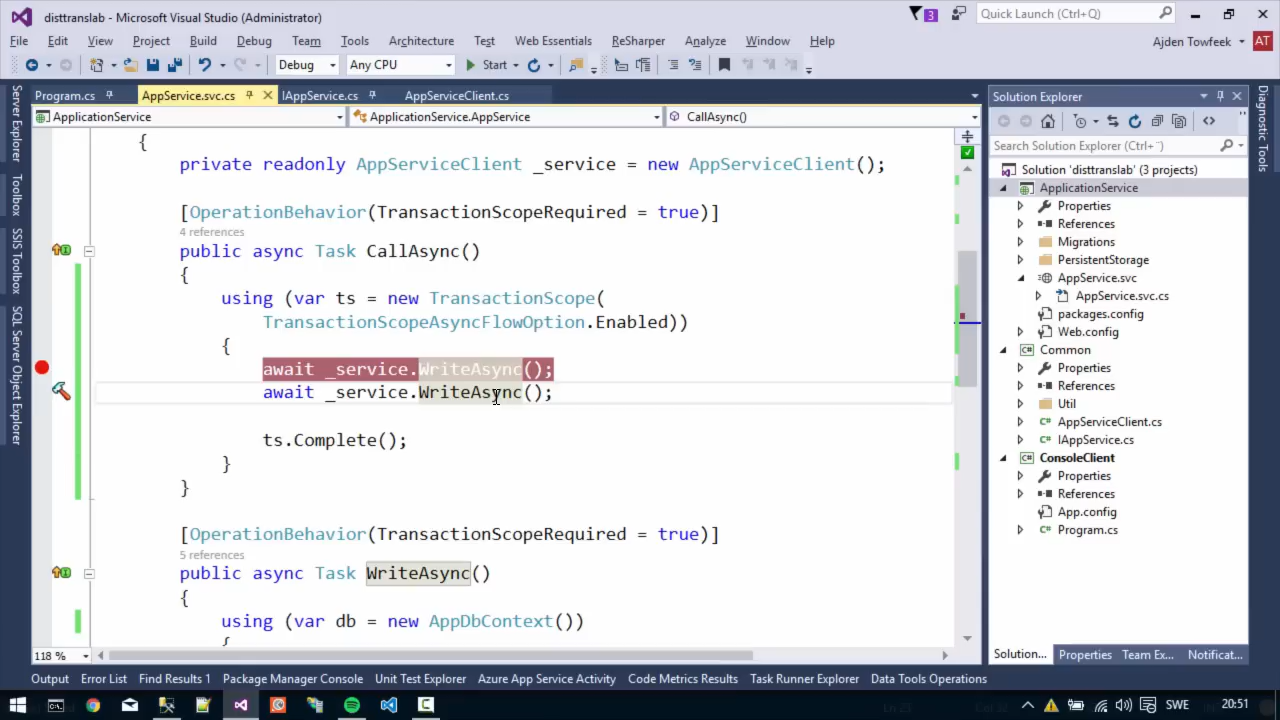 disttranslab - Microsoft Visual Studio (Administrator)
3
Quick Launch (Ctrl+Q)
File Edit View Project Build Debug Team Tools Architecture Test Web Essentials ReSharper Analyze Window Help
Ajden Towfeek AT
Debug Any CPU Start
Program.cs AppService.svc.cs IAppService.cs AppServiceClient.cs
ApplicationService ApplicationService.AppService CallAsync()
{
private readonly AppServiceClient _service = new AppServiceClient();
[OperationBehavior(TransactionScopeRequired = true)]
4 references
public async Task CallAsync()
{
using (var ts = new TransactionScope(
TransactionScopeAsyncFlowOption.Enabled))
{
await _service.WriteAsync();
await _service.WriteAsync();
ts.Complete();
}
}
[OperationBehavior(TransactionScopeRequired = true)]
5 references
public async Task WriteAsync()
{
using (var db = new AppDbContext())
{
118 %
Server Explorer
Toolbox
SSIS Toolbox
SQL Server Object Explorer
Solution Explorer
Search Solution Explorer (Ctrl+¨)
Solution 'disttranslab' (3 projects)
ApplicationService
Properties
References
Migrations
PersistentStorage
AppService.svc
AppService.svc.cs
packages.config
Web.config
Common
Properties
References
Util
AppServiceClient.cs
IAppService.cs
ConsoleClient
Properties
References
App.config
Program.cs
Solution... Properties Team Ex... Notificat...
Diagnostic Tools
Output Error List Find Results 1 Package Manager Console Unit Test Explorer Azure App Service Activity Code Metrics Results Task Runner Explorer Data Tools Operations
SWE 20:51